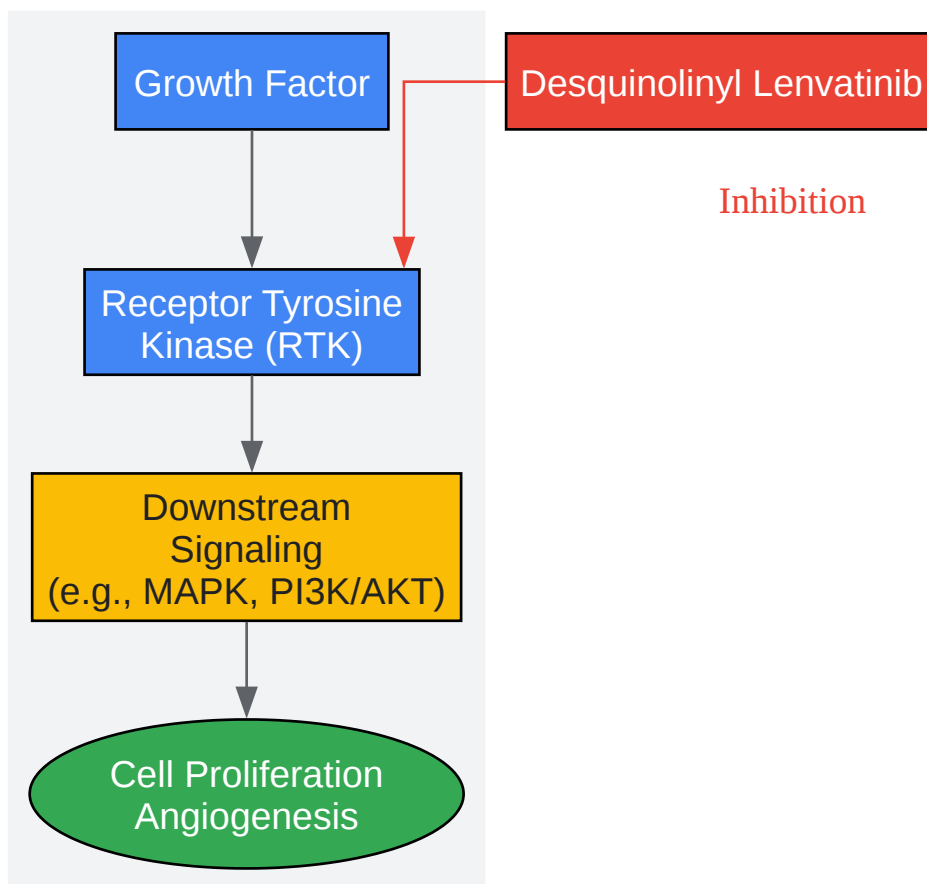 Growth Factor
Desquinolinyl Lenvatinib
Inhibition
Receptor Tyrosine
Kinase (RTK)
Downstream
Signaling
(e.g., MAPK, PI3K/AKT)
Cell Proliferation
Angiogenesis